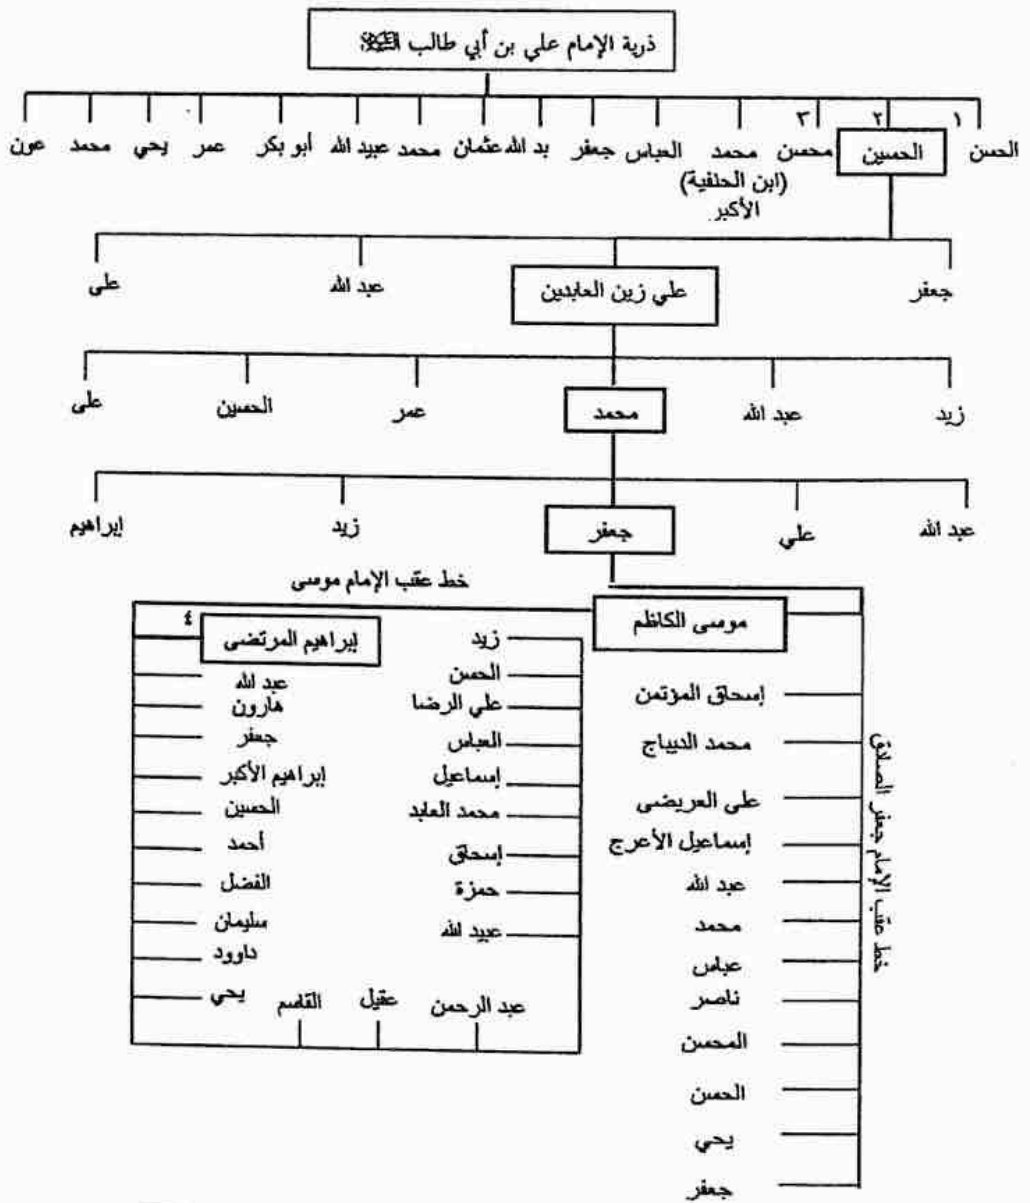 ذرية الإمام علي بن أبي طالب
١ ٢ ٣
الحسن الحسين محسن محمد العباس جعفر بد الله عثمان محمد عبيد الله أبو بكر عمر يحي محمد عون
(ابن الحنفية)
الأكبر
جعفر علي زين العابدين عبد الله على
زيد عبد الله محمد عمر الحسين على
عبد الله علي جعفر زيد إبراهيم
خط عقب الإمام جعفر الصادق
موسى الكاظم
إسحاق المؤتمن
محمد الديباج
على العريضى
إسماعيل الأعرج
عبد الله
محمد
عباس
ناصر
المحسن
الحسن
يحي
جعفر
خط عقب الإمام موسى
زيد
الحسن
علي الرضا
العباس
إسماعيل
محمد العابد
إسحاق
حمزة
عبيد الله
عبد الرحمن عقيل القاسم
٤
إبراهيم المرتضى
عبد الله
هارون
جعفر
إبراهيم الأكبر
الحسين
أحمد
الفضل
سليمان
داوود
يحي